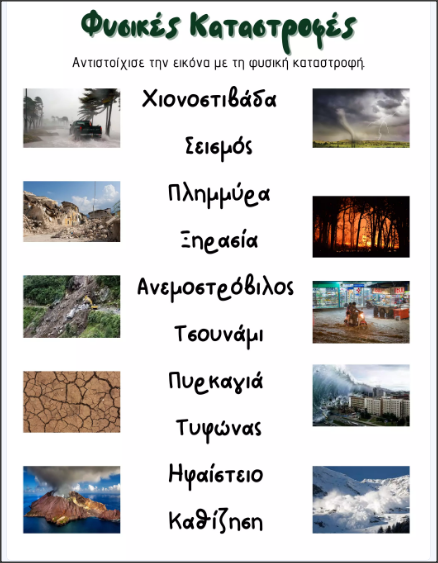 Φυσικές Καταστροφές
Αντιστοίχισε την εικόνα με τη φυσική καταστροφή.
Χιονοστιβάδα
Σεισμός
Πλημμύρα
Ξηρασία
Ανεμοστρόβιλος
Τσουνάμι
Πυρκαγιά
Τυφώνας
Ηφαίστειο
Καθίζηση